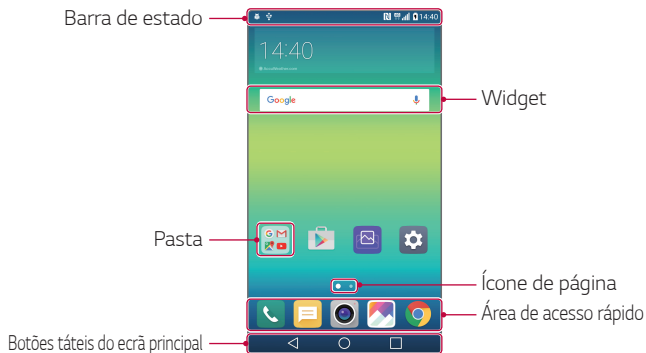 Barra de estado
14:40
14:40
Google
Widget
Pasta
Ícone de página
Área de acesso rápido
Botões táteis do ecrã principal